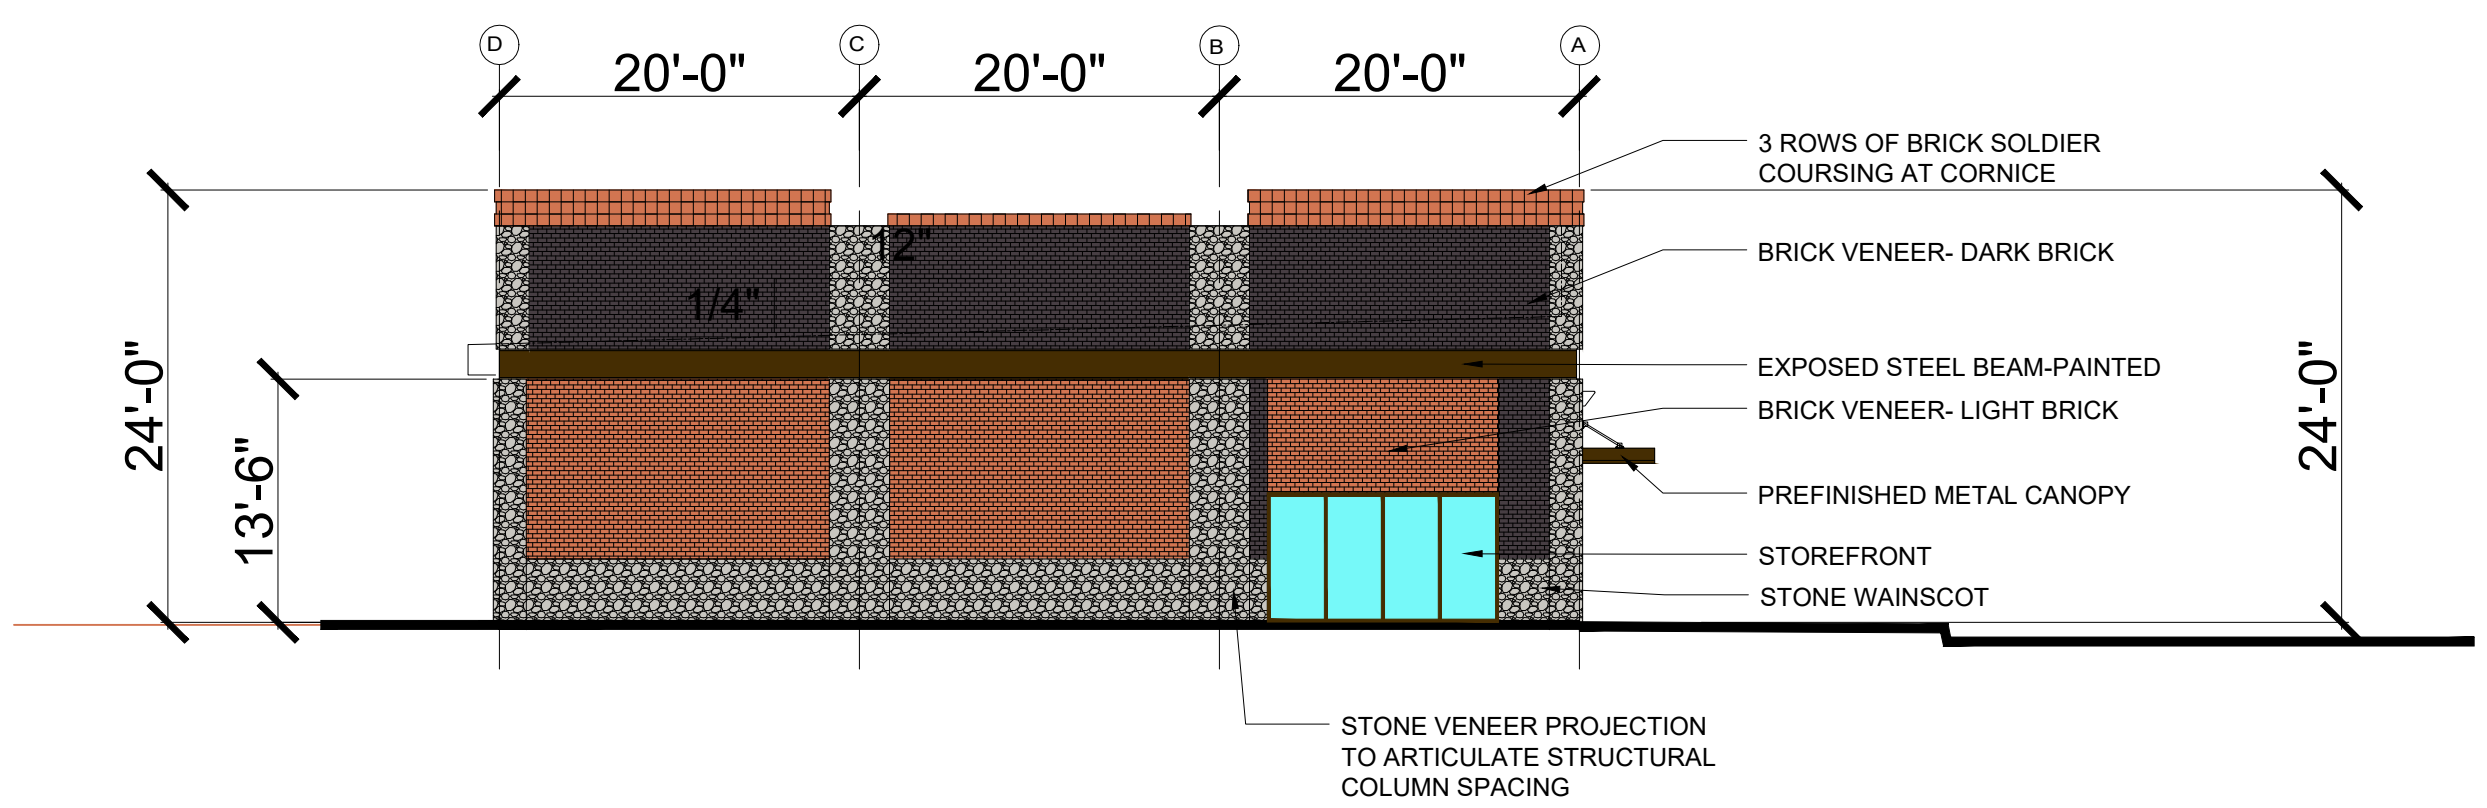 D C B A
20'-0" 20'-0" 20'-0"
3 ROWS OF BRICK SOLDIER
COURSING AT CORNICE
12"
BRICK VENEER- DARK BRICK
1/4"
24'-0"
13'-6"
24'-0"
EXPOSED STEEL BEAM-PAINTED
BRICK VENEER- LIGHT BRICK
PREFINISHED METAL CANOPY
STOREFRONT
STONE WAINSCOT
STONE VENEER PROJECTION
TO ARTICULATE STRUCTURAL
COLUMN SPACING